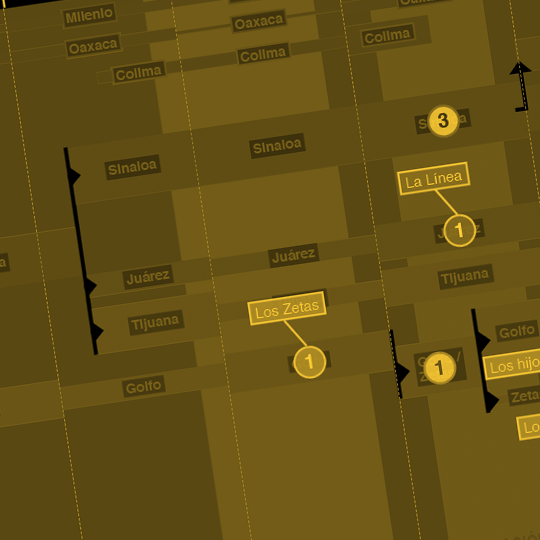 Milenio
Oaxaca
Oaxaca
Colima
Colima
Colima
3
Sinaloa
Sinaloa
La Línea
1
Juárez
Juárez
Tijuana
Los Zetas
Tijuana
Golfo
1
1
Golfo
Los hijo
Zeta
Lo